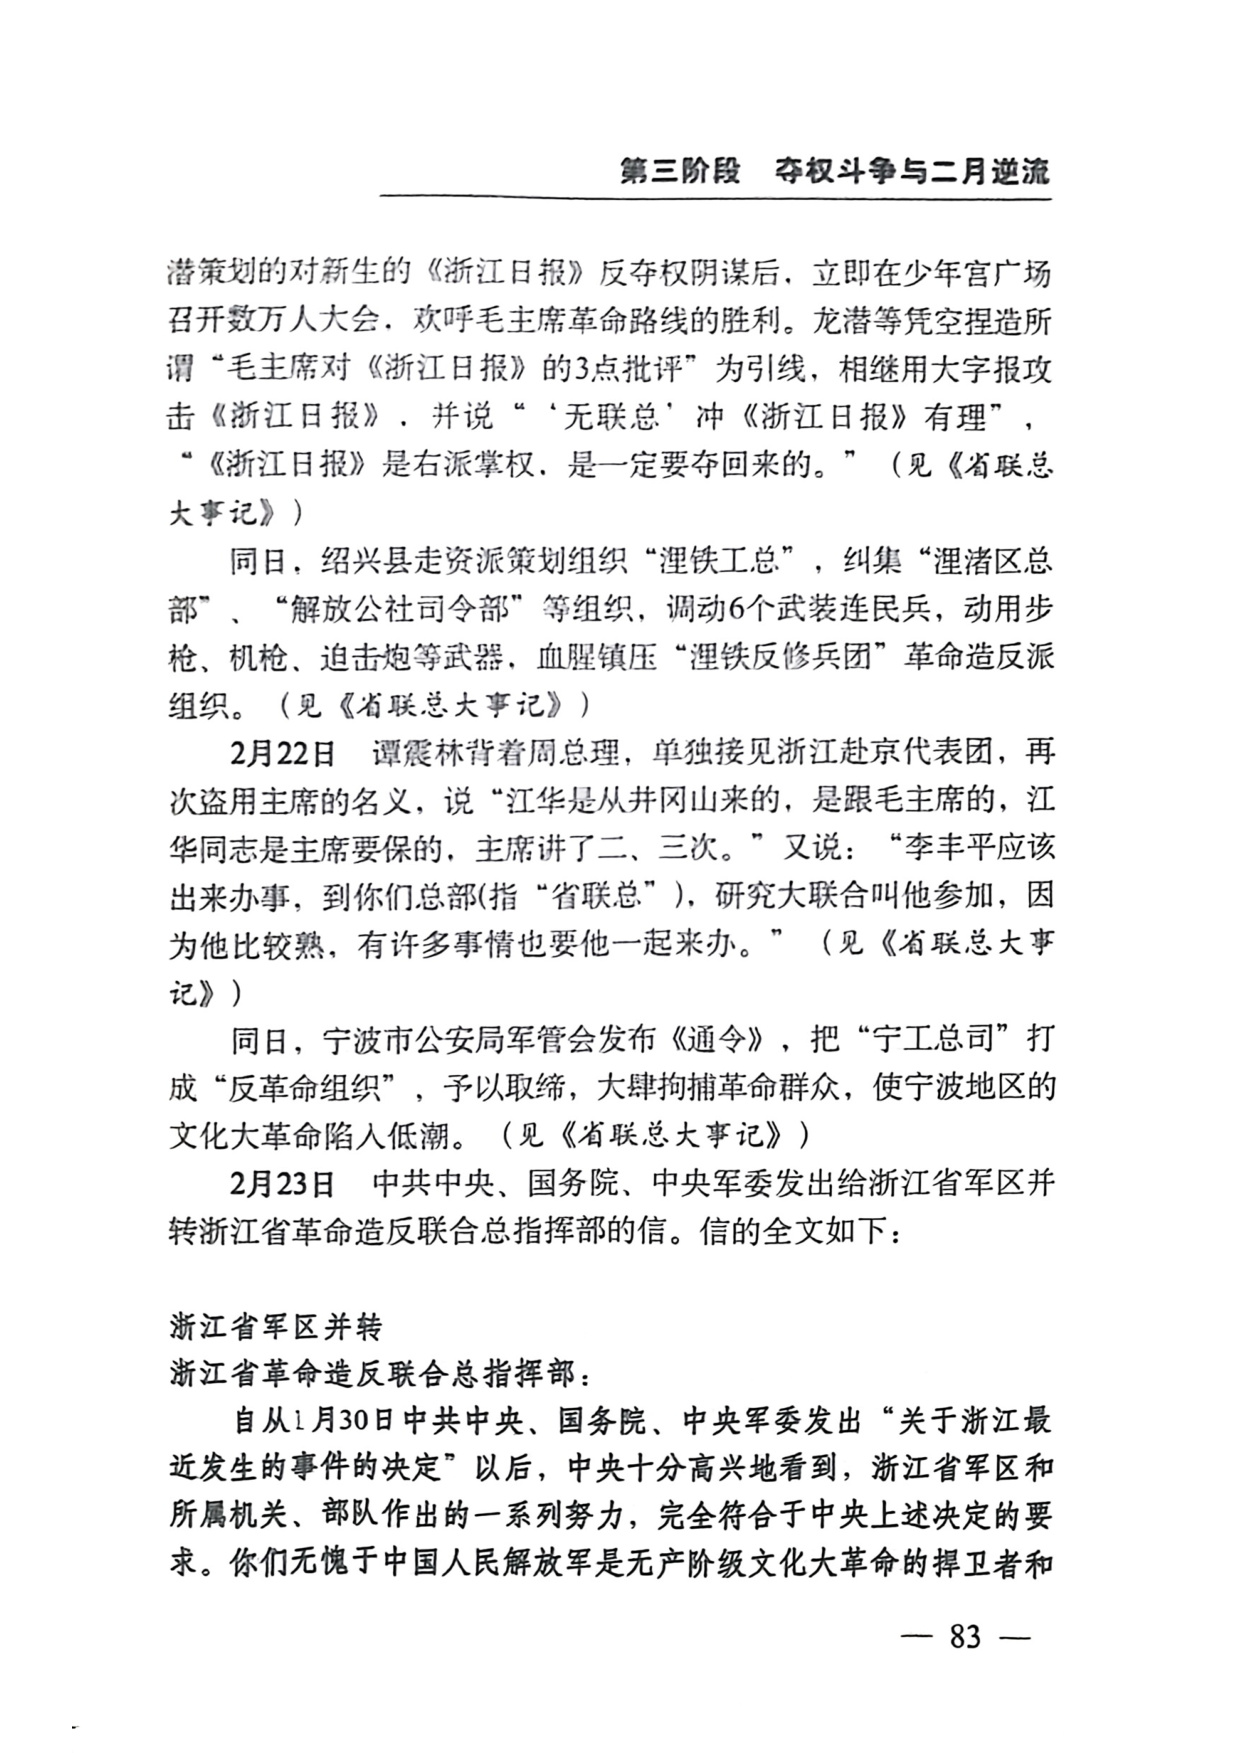 第三阶段　夺权斗争与二月逆流
潜策划的对新生的《浙江日报》反夺权阴谋后，立即在少年宫广场
召开数万人大会，欢呼毛主席革命路线的胜利。龙潜等凭空捏造所
谓“毛主席对《浙江日报》的3点批评”为引线，相继用大字报攻
击《浙江日报》，并说“‘无联总’冲《浙江日报》有理”，
“《浙江日报》是右派掌权，是一定要夺回来的。”（见《省联总
大事记》）
同日，绍兴县走资派策划组织“漓铁工总”，纠集“漓渚区总
部”、“解放公社司令部”等组织，调动6个武装连民兵，动用步
枪、机枪、迫击炮等武器，血腥镇压“漓铁反修兵团”革命造反派
组织。（见《省联总大事记》）
2月22日　谭震林背着周总理，单独接见浙江赴京代表团，再
次盗用主席的名义，说“江华是从井冈山来的，是跟毛主席的，江
华同志是主席要保的，主席讲了二、三次。”又说：“李丰平应该
出来办事，到你们总部(指“省联总”)，研究大联合叫他参加，因
为他比较熟，有许多事情也要他一起来办。”（见《省联总大事
记》）
同日，宁波市公安局军管会发布《通令》，把“宁工总司”打
成“反革命组织”，予以取缔，大肆拘捕革命群众，使宁波地区的
文化大革命陷入低潮。（见《省联总大事记》）
2月23日　中共中央、国务院、中央军委发出给浙江省军区并
转浙江省革命造反联合总指挥部的信。信的全文如下：
浙江省军区并转
浙江省革命造反联合总指挥部：
自从1月30日中共中央、国务院、中央军委发出“关于浙江最
近发生的事件的决定”以后，中央十分高兴地看到，浙江省军区和
所属机关、部队作出的一系列努力，完全符合于中央上述决定的要
求。你们无愧于中国人民解放军是无产阶级文化大革命的捍卫者和
— 83 —